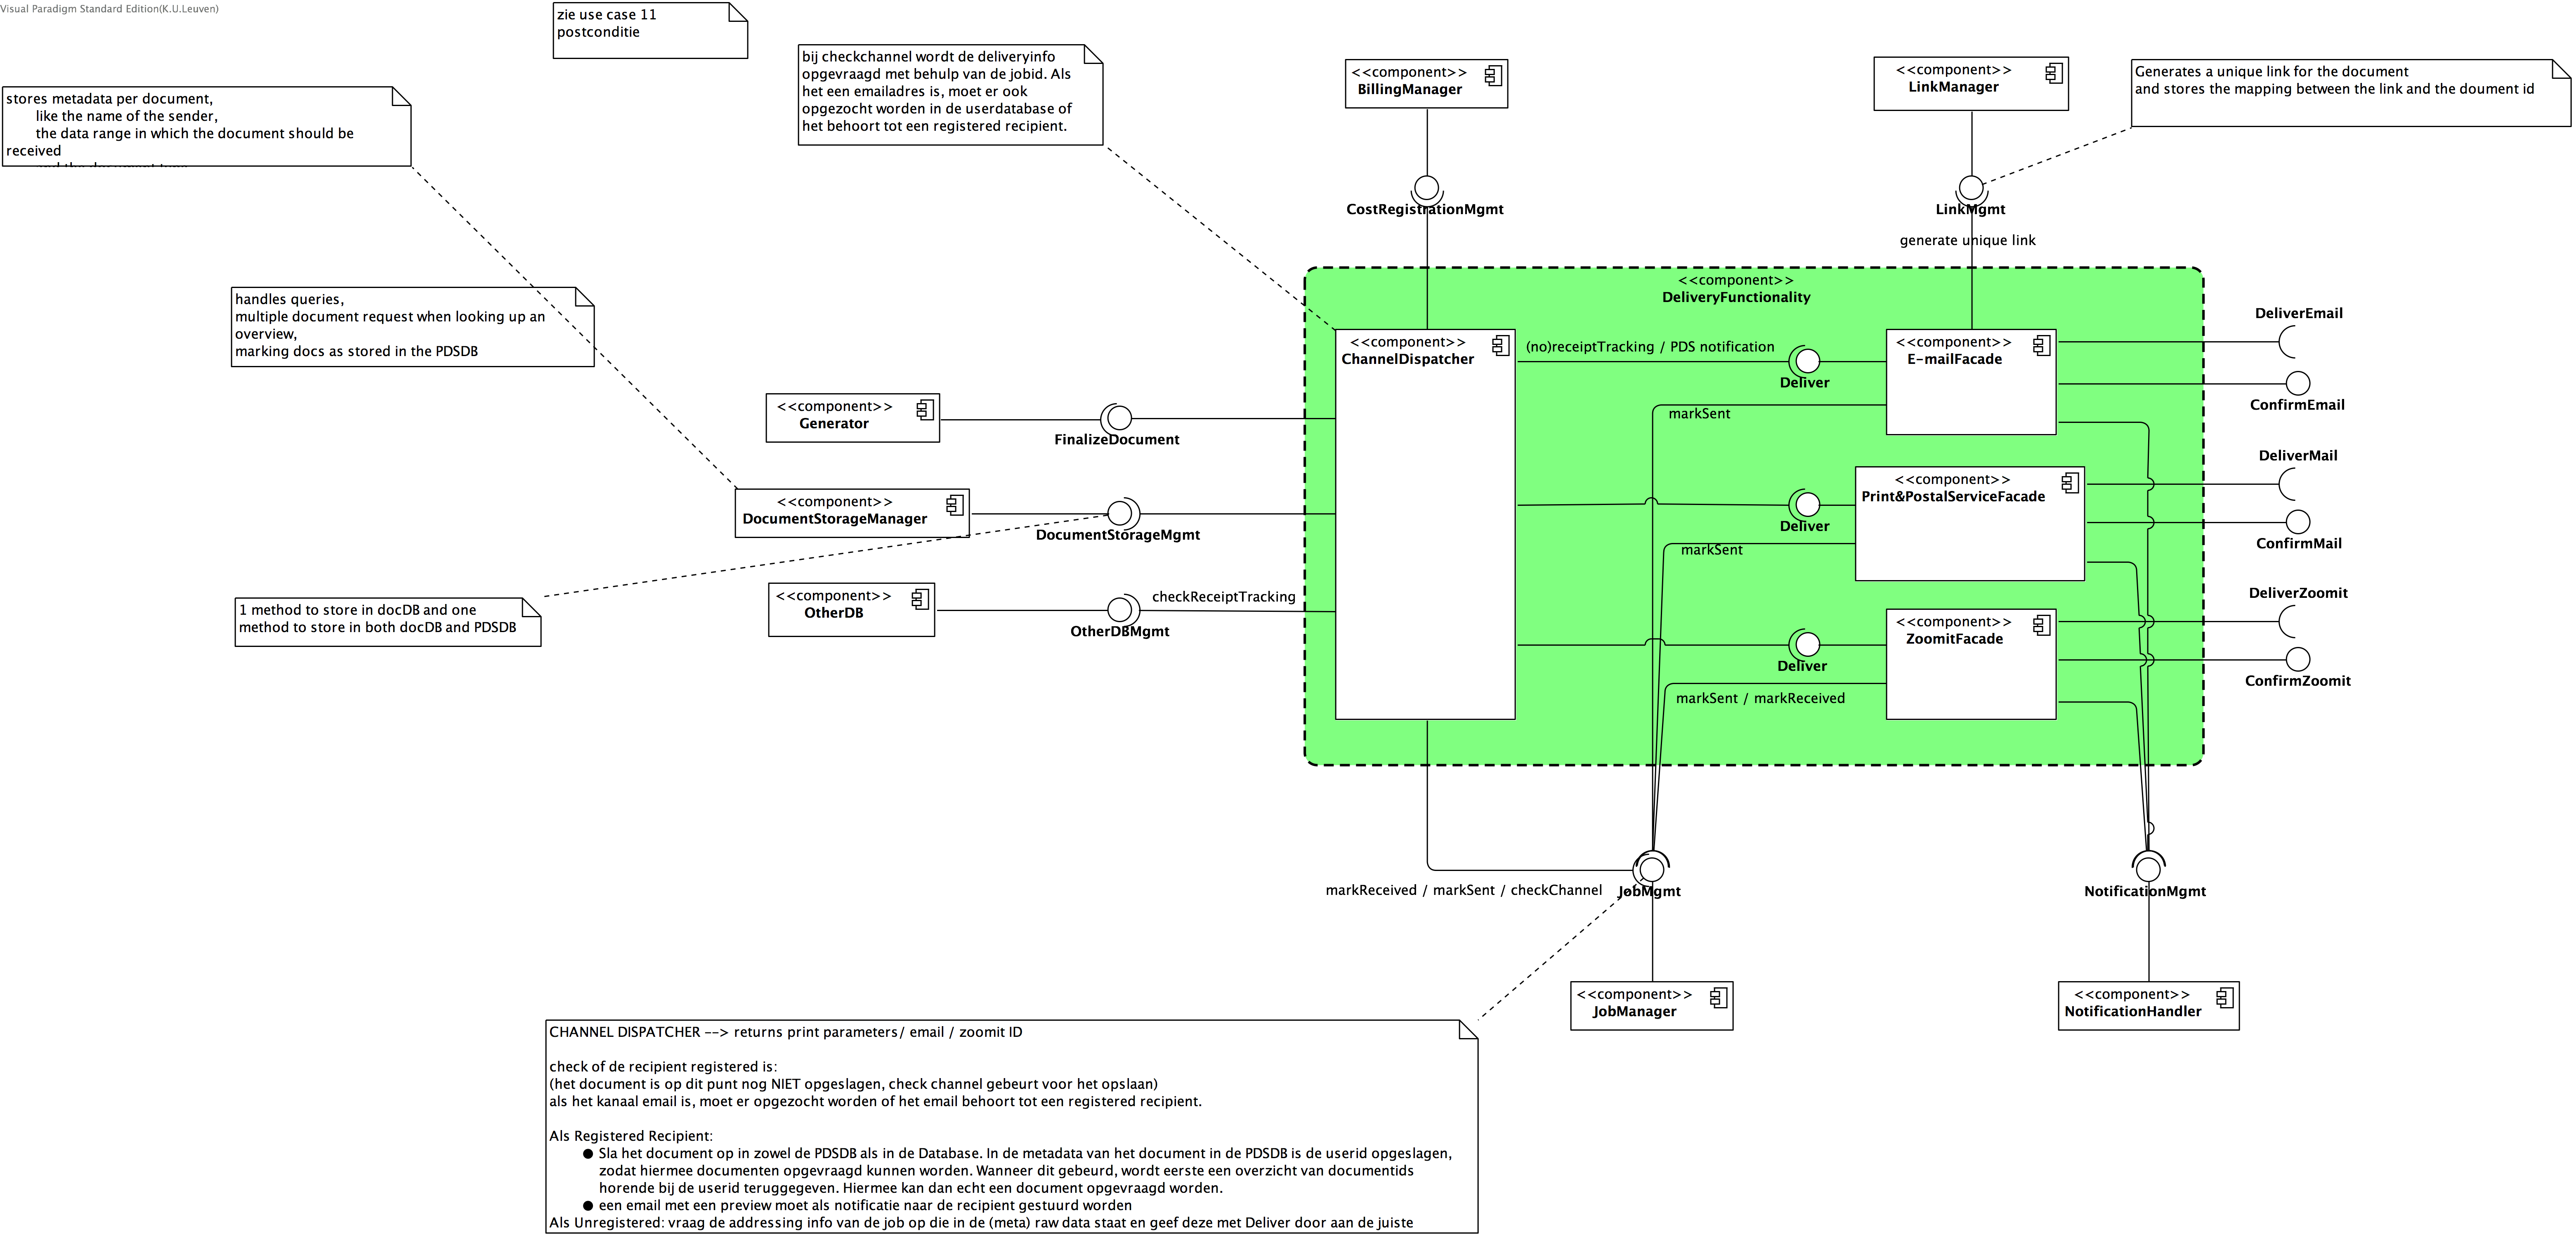 Visual Paradigm Standard Edition(K.U.Leuven)
zie use case 11
postconditie
bij checkchannel wordt de deliveryinfo
opgevraagd met behulp van de jobid. Als
het een emailadres is, moet er ook
opgezocht worden in de userdatabase of
het behoort tot een registered recipient.
<<component>>
BillingManager
<<component>>
LinkManager
Generates a unique link for the document
and stores the mapping between the link and the doument id
stores metadata per document,
like the name of the sender,
the data range in which the document should be
received
CostRegistrationMgmt
LinkMgmt
generate unique link
handles queries,
multiple document request when looking up an
overview,
marking docs as stored in the PDSDB
<<component>>
DeliveryFunctionality
<<component>>
ChannelDispatcher
(no)receiptTracking / PDS notification
Deliver
<<component>>
E-mailFacade
DeliverEmail
ConfirmEmail
markSent
<<component>>
Generator
FinalizeDocument
<<component>>
DocumentStorageManager
DocumentStorageMgmt
Deliver
<<component>>
Print&PostalServiceFacade
DeliverMail
ConfirmMail
markSent
1 method to store in docDB and one
method to store in both docDB and PDSDB
<<component>>
OtherDB
checkReceiptTracking
OtherDBMgmt
Deliver
<<component>>
ZoomitFacade
DeliverZoomit
ConfirmZoomit
markSent / markReceived
markReceived / markSent / checkChannel
JobMgmt
NotificationMgmt
<<component>>
JobManager
<<component>>
NotificationHandler
CHANNEL DISPATCHER --> returns print parameters/ email / zoomit ID
check of de recipient registered is:
(het document is op dit punt nog NIET opgeslagen, check channel gebeurt voor het opslaan)
als het kanaal email is, moet er opgezocht worden of het email behoort tot een registered recipient.
Als Registered Recipient:
● Sla het document op in zowel de PDSDB als in de Database. In de metadata van het document in de PDSDB is de userid opgeslagen,
zodat hiermee documenten opgevraagd kunnen worden. Wanneer dit gebeurd, wordt eerste een overzicht van documentids
horende bij de userid teruggegeven. Hiermee kan dan echt een document opgevraagd worden.
● een email met een preview moet als notificatie naar de recipient gestuurd worden
Als Unregistered: vraag de addressing info van de job op die in de (meta) raw data staat en geef deze met Deliver door aan de juiste